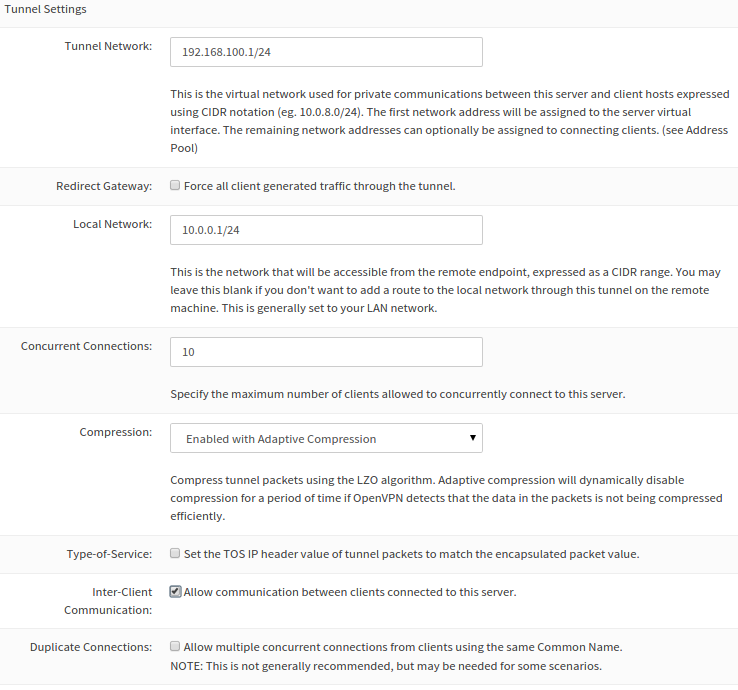 Tunnel Settings
Tunnel Network:
192.168.100.1/24
This is the virtual network used for private communications between this server and client hosts expressed
using CIDR notation (eg. 10.0.8.0/24). The first network address will be assigned to the server virtual
interface. The remaining network addresses can optionally be assigned to connecting clients. (see Address
Pool)
Redirect Gateway:
Force all client generated traffic through the tunnel.
Local Network:
10.0.0.1/24
This is the network that will be accessible from the remote endpoint, expressed as a CIDR range. You may
leave this blank if you don't want to add a route to the local network through this tunnel on the remote
machine. This is generally set to your LAN network.
Concurrent Connections:
10
Specify the maximum number of clients allowed to concurrently connect to this server.
Compression:
Enabled with Adaptive Compression
Compress tunnel packets using the LZO algorithm. Adaptive compression will dynamically disable
compression for a period of time if OpenVPN detects that the data in the packets is not being compressed
efficiently.
Type-of-Service:
Set the TOS IP header value of tunnel packets to match the encapsulated packet value.
Inter-Client
Communication:
Allow communication between clients connected to this server.
Duplicate Connections:
Allow multiple concurrent connections from clients using the same Common Name.
NOTE: This is not generally recommended, but may be needed for some scenarios.